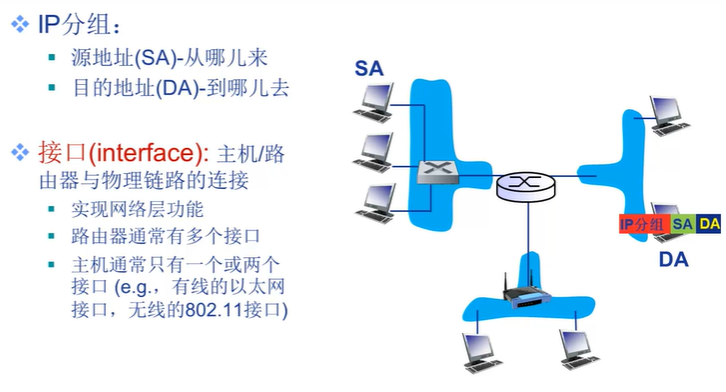 IP分组：
源地址(SA)-从哪儿来
目的地址(DA)-到哪儿去
接口(interface): 主机/路
由器与物理链路的连接
实现网络层功能
路由器通常有多个接口
主机通常只有一个或两个
接口 (e.g.，有线的以太网
接口，无线的802.11接口)
SA
IP分组 SA DA
DA